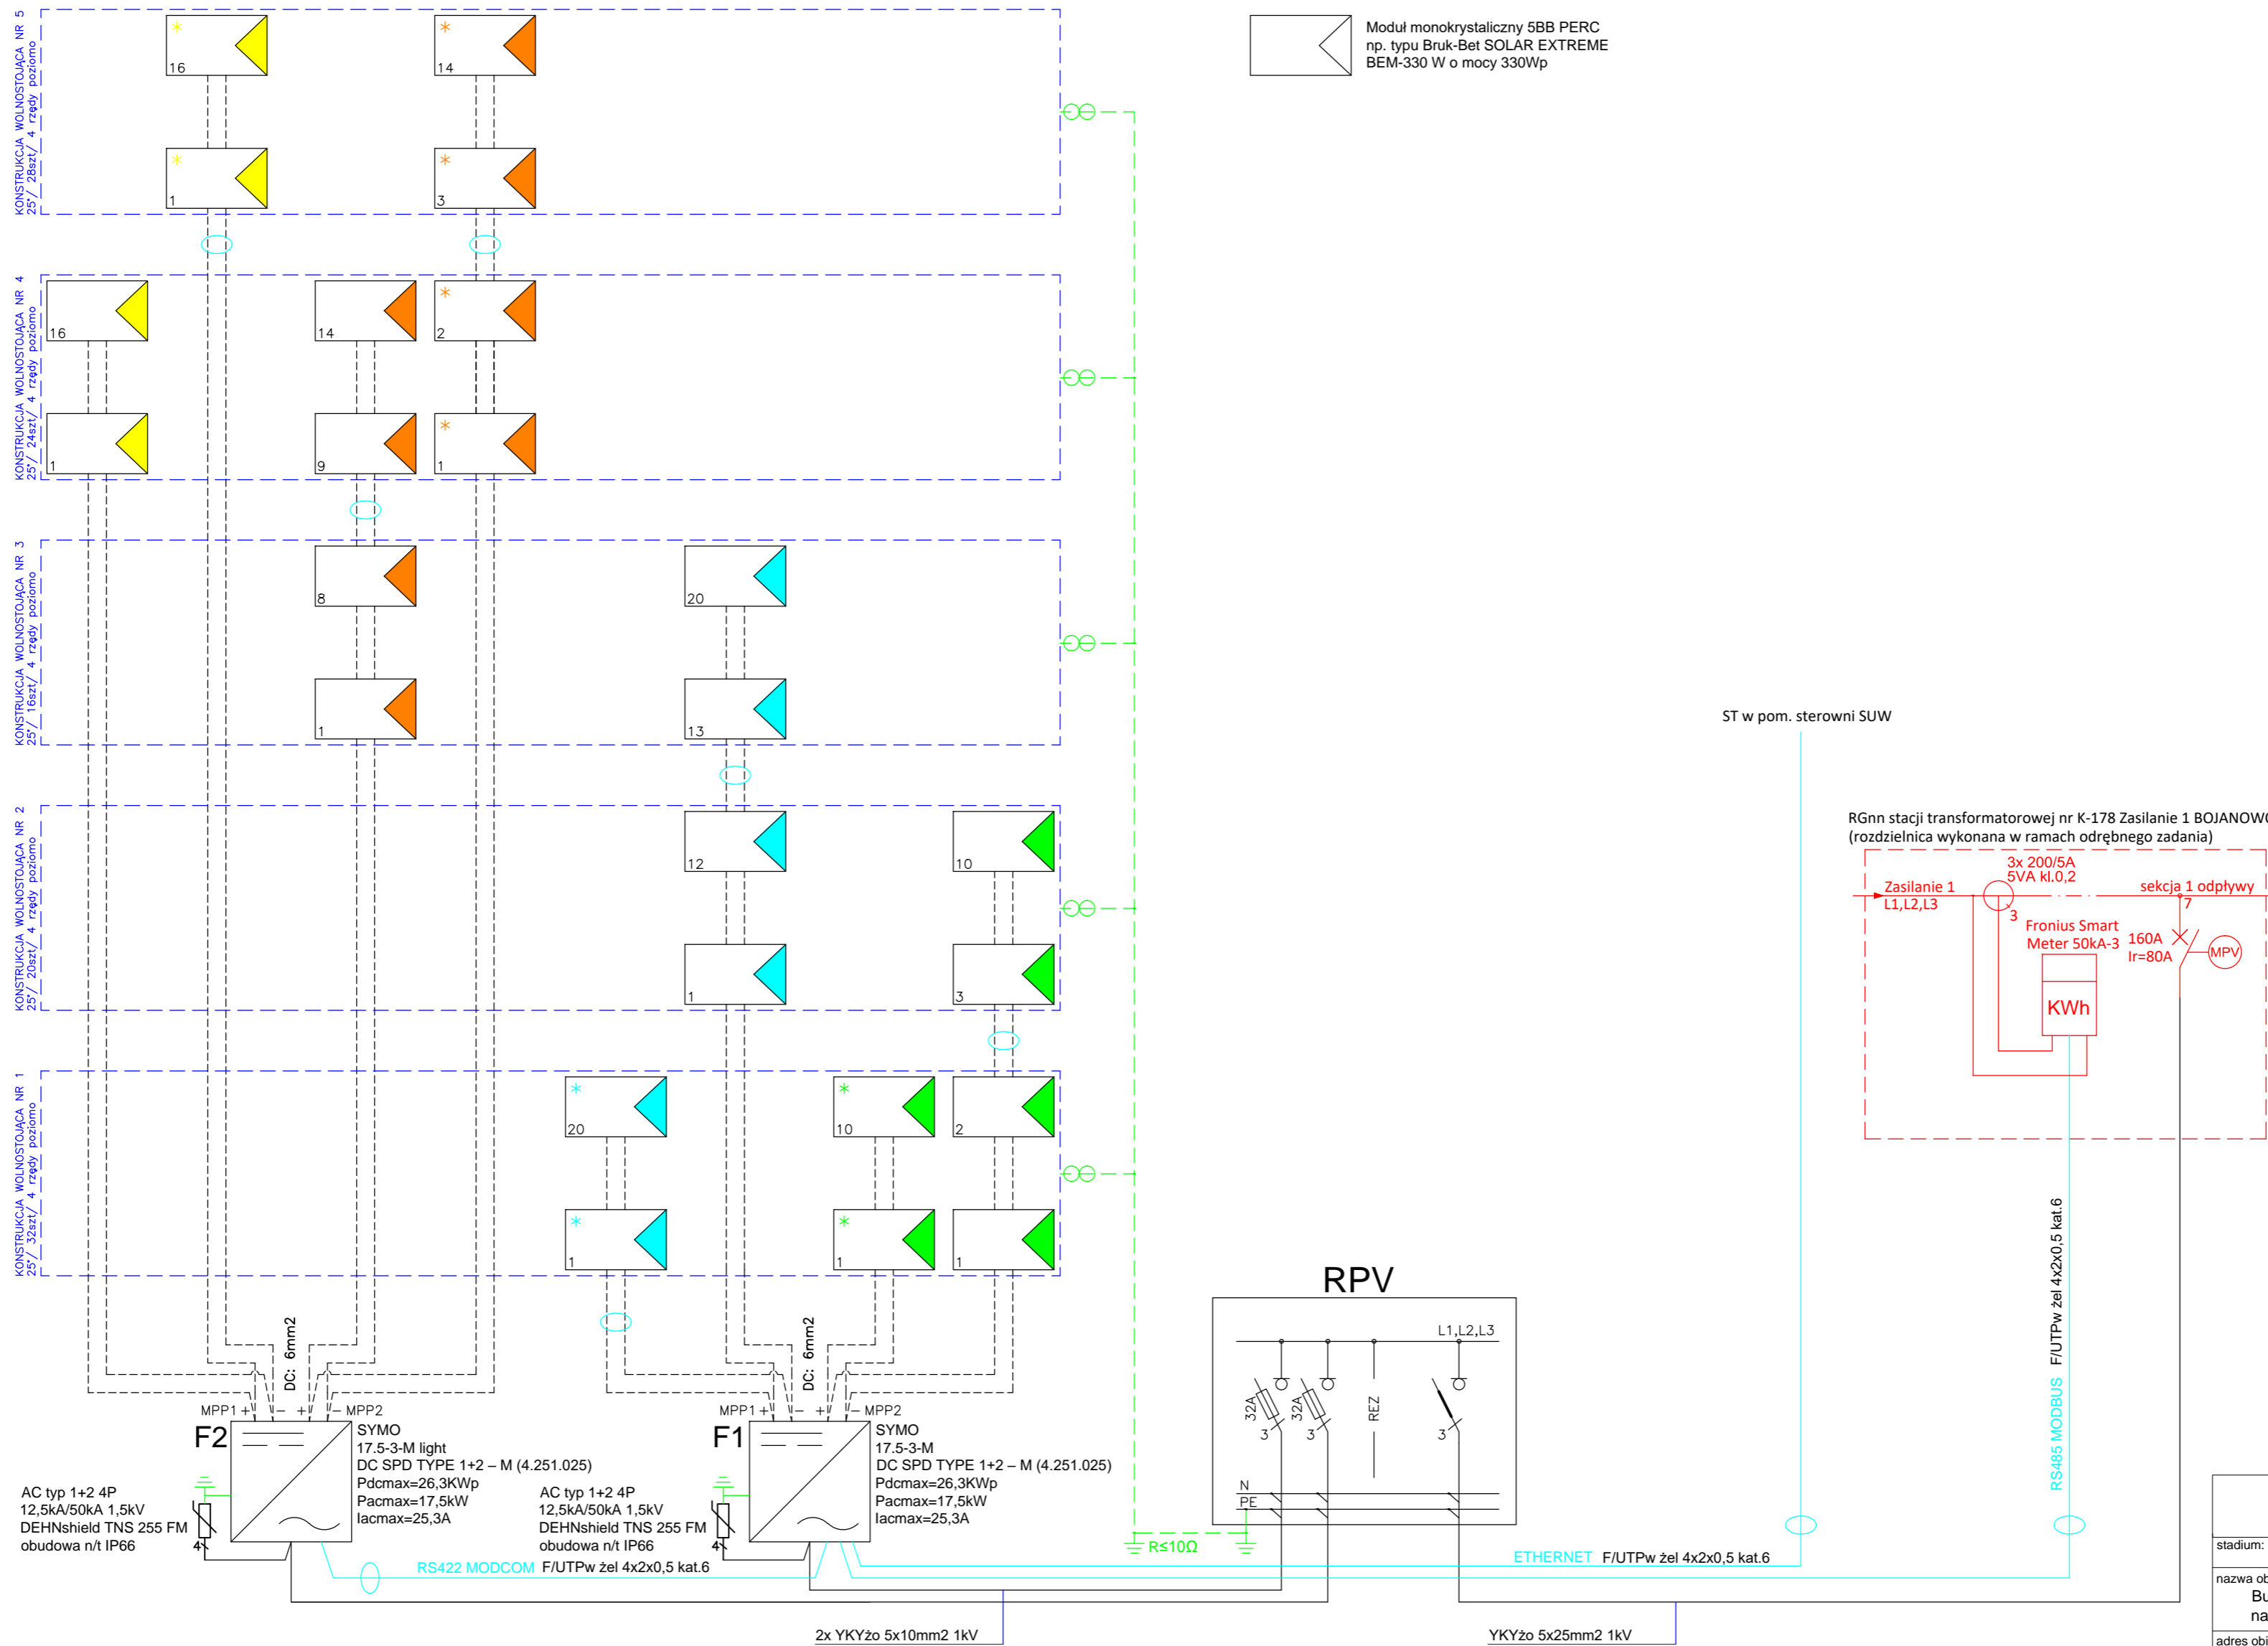 KONSTRUKCJA WOLNOSTOJĄCA NR 5
25°/ 28szt/ 4 rzędy poziomo
*
16
*
14
*
1
*
3
Moduł monokrystaliczny 5BB PERC
np. typu Bruk-Bet SOLAR EXTREME
BEM-330 W o mocy 330Wp
KONSTRUKCJA WOLNOSTOJĄCA NR 4
25°/ 24szt/ 4 rzędy poziomo
16
14
*
2
1
9
*
1
KONSTRUKCJA WOLNOSTOJĄCA NR 3
25°/ 16szt/ 4 rzędy poziomo
8
20
1
13
KONSTRUKCJA WOLNOSTOJĄCA NR 2
25°/ 20szt/ 4 rzędy poziomo
12
10
1
3
KONSTRUKCJA WOLNOSTOJĄCA NR 1
25°/ 32szt/ 4 rzędy poziomo
*
20
*
10
2
*
1
*
1
1
ST w pom. sterowni SUW
RGnn stacji transformatorowej nr K-178 Zasilanie 1 BOJANOWO
(rozdzielnica wykonana w ramach odrębnego zadania)
3x 200/5A
5VA kl.0,2
Zasilanie 1
L1,L2,L3
3
sekcja 1 odpływy
7
Fronius Smart
Meter 50kA-3
160A
Ir=80A
MPV
KWh
RS485 MODBUS F/UTPw żel 4x2x0,5 kat.6
RPV
L1,L2,L3
32A
3
32A
3
REZ
3
N
PE
DC: 6mm2
MPP1 + - + - MPP2
F2
SYMO
17.5-3-M light
DC SPD TYPE 1+2 – M (4.251.025)
Pdcmax=26,3KWp
Pacmax=17,5kW
Iacmax=25,3A
AC typ 1+2 4P
12,5kA/50kA 1,5kV
DEHNshield TNS 255 FM
obudowa n/t IP66
4
DC: 6mm2
MPP1 + - + - MPP2
F1
SYMO
17.5-3-M
DC SPD TYPE 1+2 – M (4.251.025)
Pdcmax=26,3KWp
Pacmax=17,5kW
Iacmax=25,3A
AC typ 1+2 4P
12,5kA/50kA 1,5kV
DEHNshield TNS 255 FM
obudowa n/t IP66
4
R≤10Ω
RS422 MODCOM F/UTPw żel 4x2x0,5 kat.6
ETHERNET F/UTPw żel 4x2x0,5 kat.6
2x YKYżo 5x10mm2 1kV
YKYżo 5x25mm2 1kV
stadium:
nazwa ob
Bu
na
adres obi